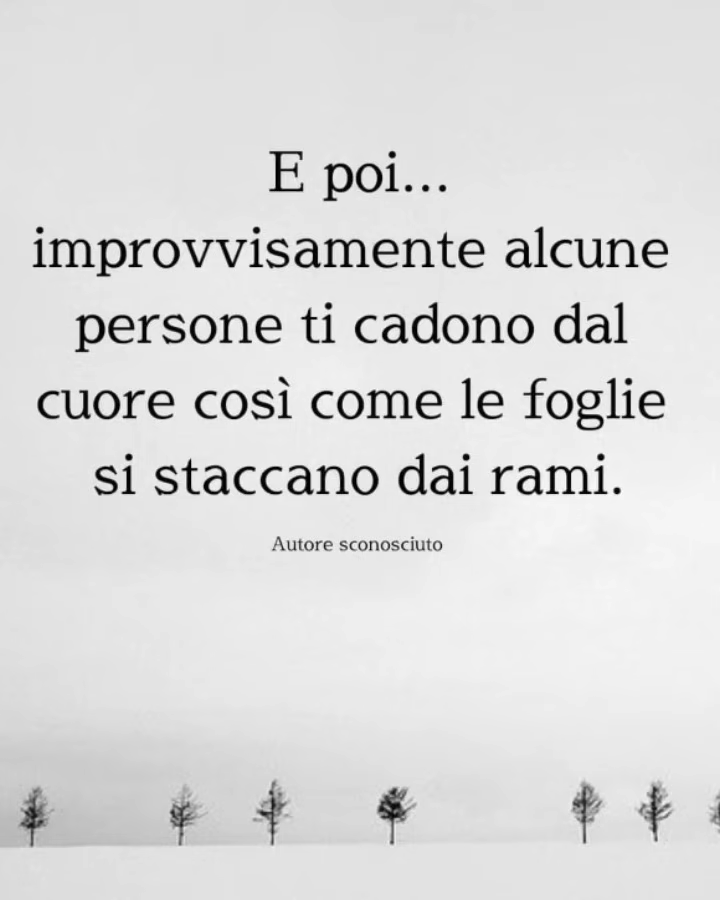 E poi...
improvvisamente alcune
persone ti cadono dal
cuore così come le foglie
si staccano dai rami.
Autore sconosciuto